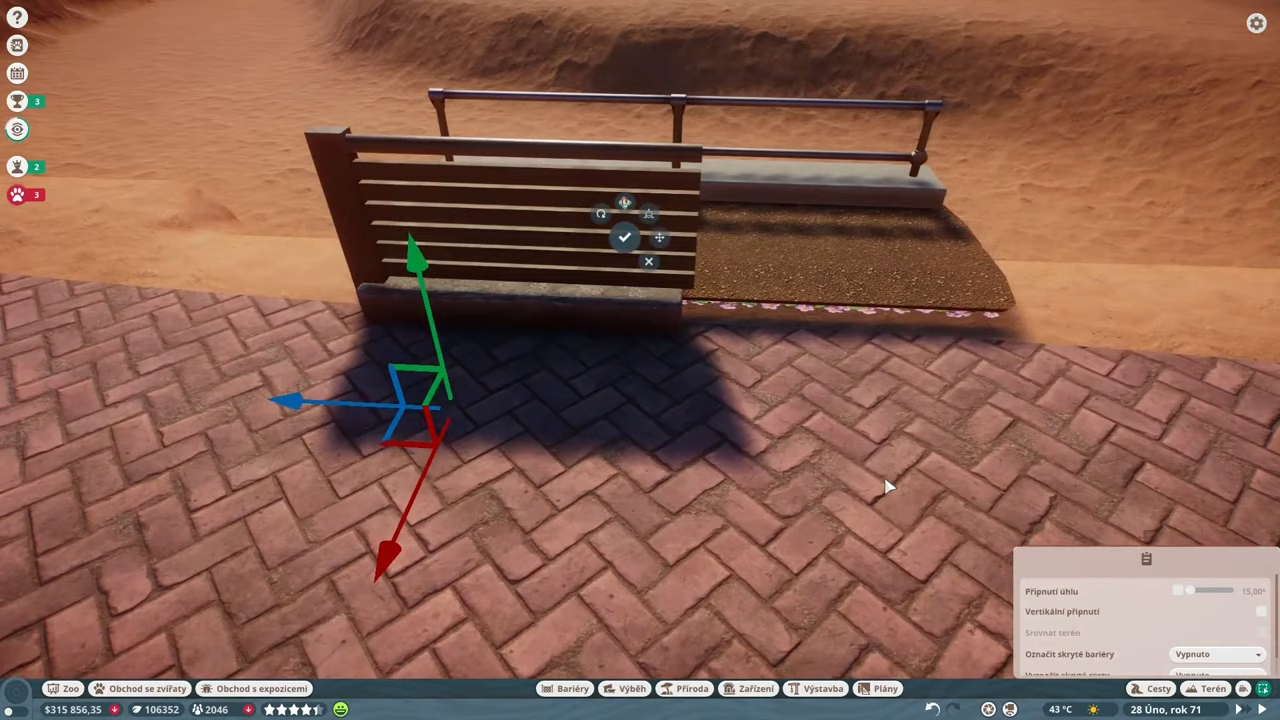 ?
3
2
3
Připnutí úhlu 15,00°
Vertikální připnutí
Srovnat terén
Označit skryté bariéry Vypnuto
Zoo Obchod se zvířaty Obchod s expozicemi Bariéry Výběh Příroda Zařízení Výstavba Plány Cesty Terén
$315 856,35 106352 2046 43 °C 28 Úno, rok 71